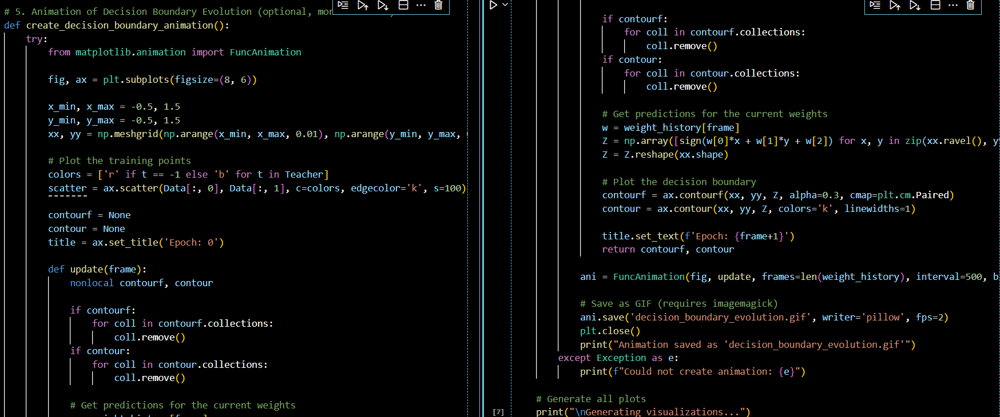 # 5. Animation of Decision Boundary Evolution (optional,
def create_decision_boundary_animation():
try:
from matplotlib.animation import FuncAnimation
fig, ax = plt.subplots(figsize=(8, 6))
x_min, x_max = -0.5, 1.5
y_min, y_max = -0.5, 1.5
xx, yy = np.meshgrid(np.arange(x_min, x_max, 0.01), np.arange(y_min, y_max,
# Plot the training points
colors = ['r' if t == -1 else 'b' for t in Teacher]
scatter = ax.scatter(Data[:, 0], Data[:, 1], c=colors, edgecolor='k', s=100)
contourf = None
contour = None
title = ax.set_title('Epoch: 0')
def update(frame):
nonlocal contourf, contour
if contourf:
for coll in contourf.collections:
coll.remove()
if contour:
for coll in contour.collections:
coll.remove()
# Get predictions for the current weights
if contourf:
for coll in contourf.collections:
coll.remove()
if contour:
for coll in contour.collections:
coll.remove()
# Get predictions for the current weights
w = weight_history[frame]
Z = np.array([sign(w[0]*x + w[1]*y + w[2]) for x, y in zip(xx.ravel(), y
Z = Z.reshape(xx.shape)
# Plot the decision boundary
contourf = ax.contourf(xx, yy, Z, alpha=0.3, cmap=plt.cm.Paired)
contour = ax.contour(xx, yy, Z, colors='k', linewidths=1)
title.set_text(f'Epoch: {frame+1}')
return contourf, contour
ani = FuncAnimation(fig, update, frames=len(weight_history), interval=500, b
# Save as GIF (requires imagemagick)
ani.save('decision_boundary_evolution.gif', writer='pillow', fps=2)
plt.close()
print("Animation saved as 'decision_boundary_evolution.gif'")
except Exception as e:
print(f"Could not create animation: {e}")
# Generate all plots
[7] print("\nGenerating visualizations...")